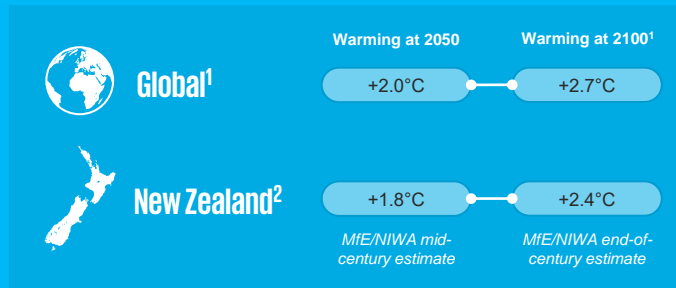 Warming at 2050 Warming at 2100¹
Global¹ +2.0°C +2.7°C
New Zealand² +1.8°C +2.4°C
MfE/NIWA mid- MfE/NIWA end-of-
century estimate century estimate